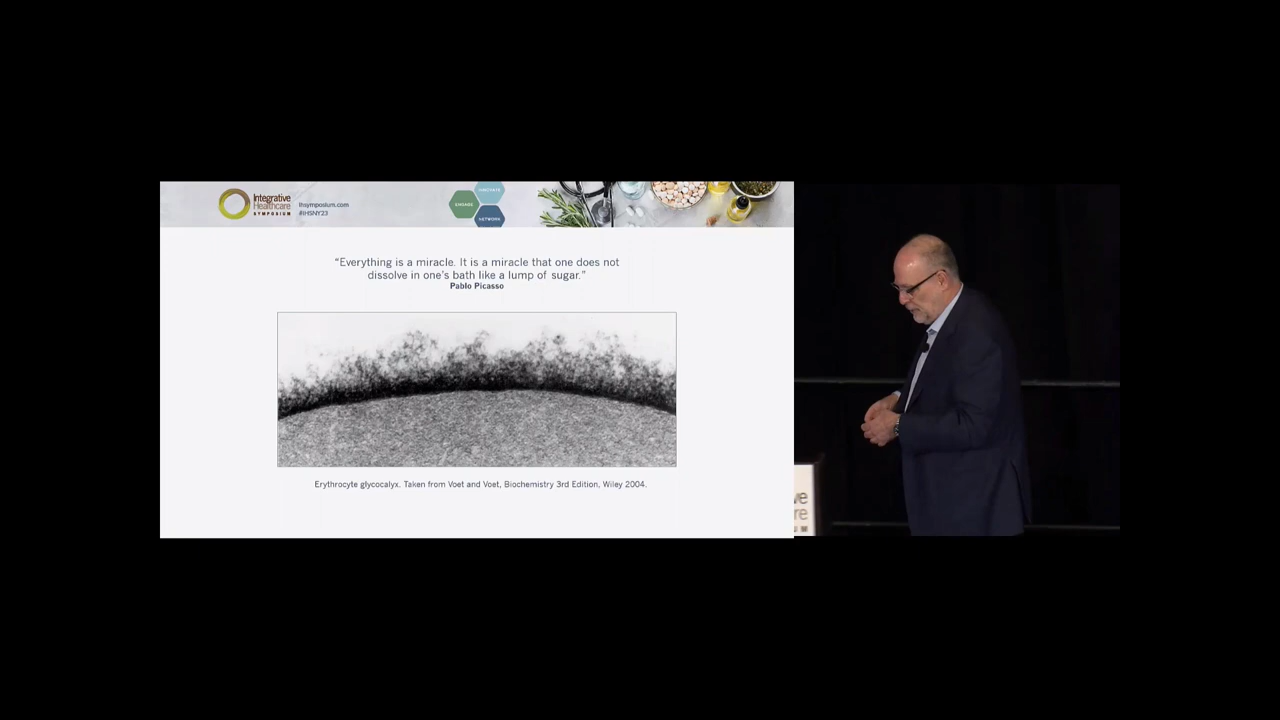 Integrative
Healthcare
SYMPOSIUM
ihsymposium.com
#IHSNY23
INNOVATE
ENGAGE
NETWORK
“Everything is a miracle. It is a miracle that one does not
dissolve in one’s bath like a lump of sugar.”
Pablo Picasso
Erythrocyte glycocalyx. Taken from Voet and Voet, Biochemistry 3rd Edition, Wiley 2004.
ve
re